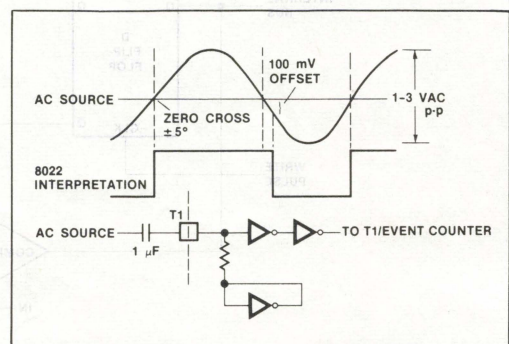 100 mV
OFFSET
AC SOURCE
1-3 VAC
p-p
ZERO CROSS
±5°
8022
INTERPRETATION
T1
AC SOURCE
TO T1/EVENT COUNTER
1 μF